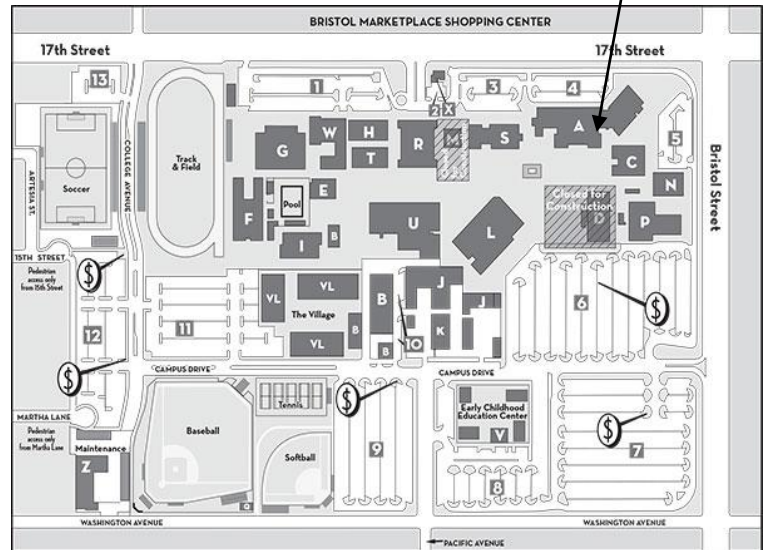 BRISTOL MARKETPLACE SHOPPING CENTER
17th Street
17th Street
13
1
2
X
3
4
5
COLLEGE AVENUE
ARTESIA ST.
Soccer
Track
& Field
G
W
H
T
R
M
S
A
C
N
Bristol Street
F
E
Pool
I
B
U
L
Closed for
Construction
D
P
15TH STREET
Pedestrian
access only
from 15th Street
$
12
11
VL
VL
The Village
VL
B
B
B
10
J
J
K
6
$
$
CAMPUS DRIVE
CAMPUS DRIVE
MARTHA LANE
Pedestrian
access only
from Martha Lane
Maintenance
Z
Baseball
Tennis
Softball
$
9
Early Childhood
Education Center
V
8
$
7
WASHINGTON AVENUE
WASHINGTON AVENUE
PACIFIC AVENUE